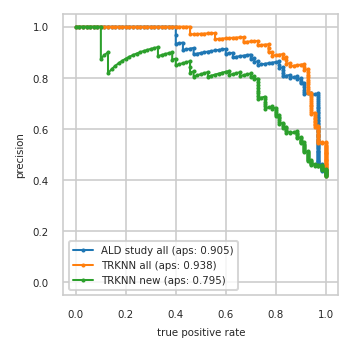 1.0
0.8
0.6
0.4
0.2
0.0
precision
ALD study all (aps: 0.905)
TRKNN all (aps: 0.938)
TRKNN new (aps: 0.795)
0.0 0.2 0.4 0.6 0.8 1.0
true positive rate